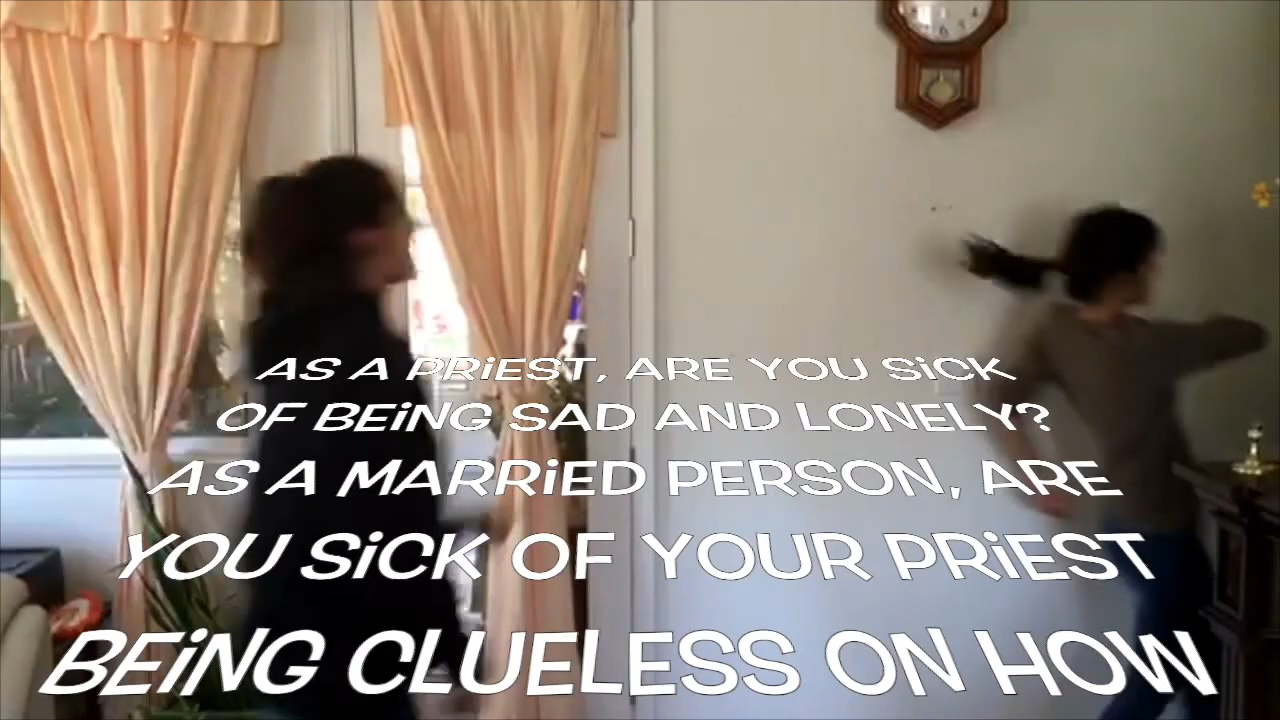 AS A PRiEST, ARE YOU SiCK
OF BEiNG SAD AND LONELY?
AS A MARRiED PERSON, ARE
YOU SiCK OF YOUR PRiEST
BEiNG CLUELESS ON HOW